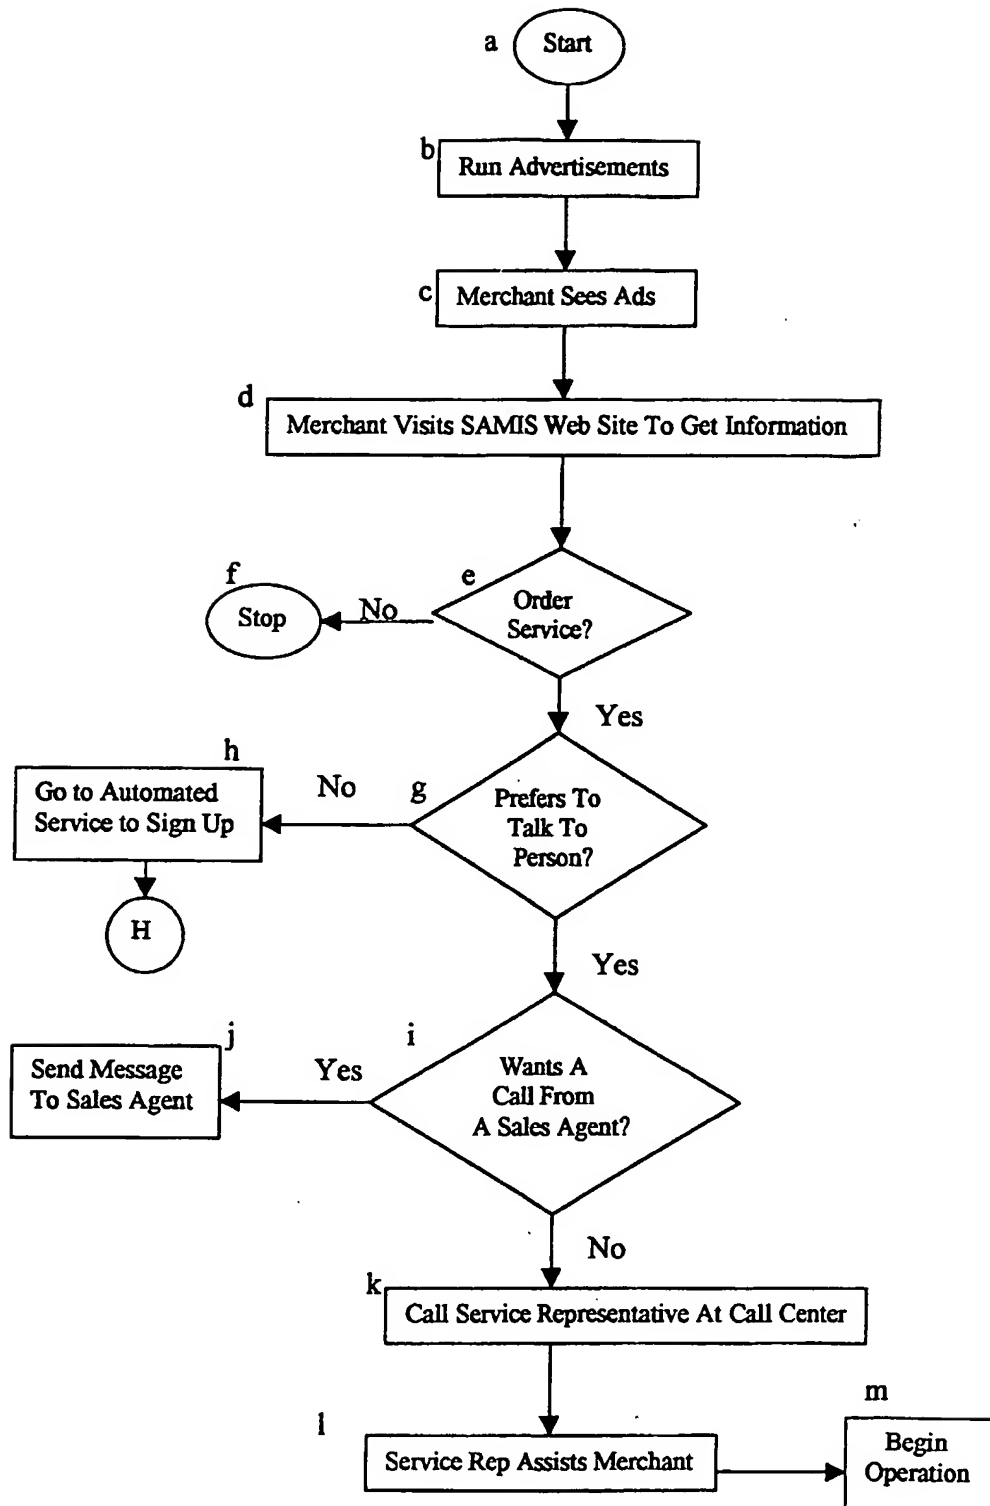 a
Start
b
Run Advertisements
c
Merchant Sees Ads
d
Merchant Visits SAMIS Web Site To Get Information
f
e
Stop
No
Order
Service?
Yes
h
Go to Automated
Service to Sign Up
No
g
Prefers To
Talk To
Person?
H
Yes
j
i
Send Message
To Sales Agent
Yes
Wants A
Call From
A Sales Agent?
No
k
Call Service Representative At Call Center
l
Service Rep Assists Merchant
m
Begin
Operation